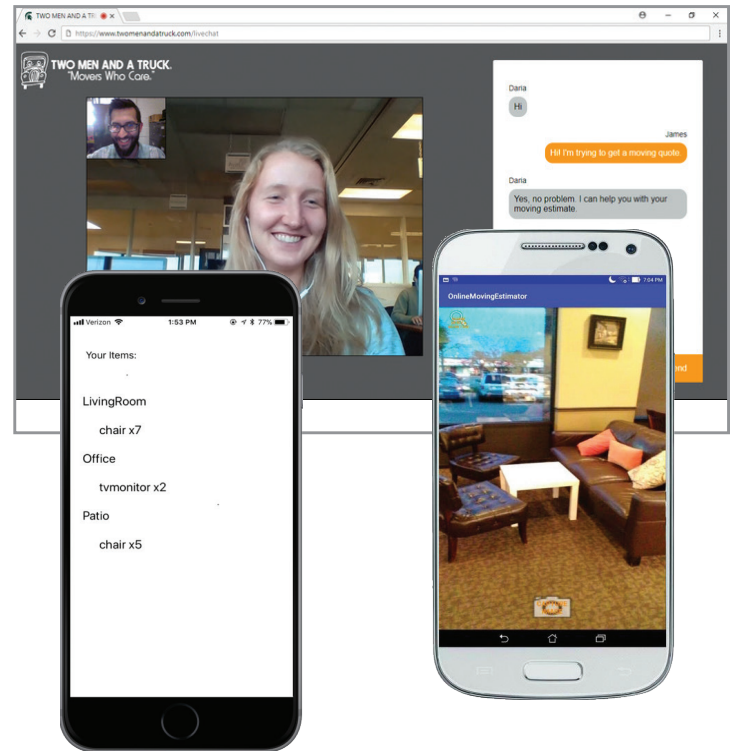 TWO MEN AND A TR
https://www.twomenandatruck.com/livechat
TWO MEN AND A TRUCK.
"Movers Who Care."
Daria
Hi
James
Hi! I'm trying to get a moving quote.
Daria
Yes, no problem. I can help you with your
moving estimate.
Verizon
1:53 PM
77%
Your Items:
LivingRoom
chair x7
Office
tvmonitor x2
Patio
chair x5
7:04 PM
OnlineMovingEstimator